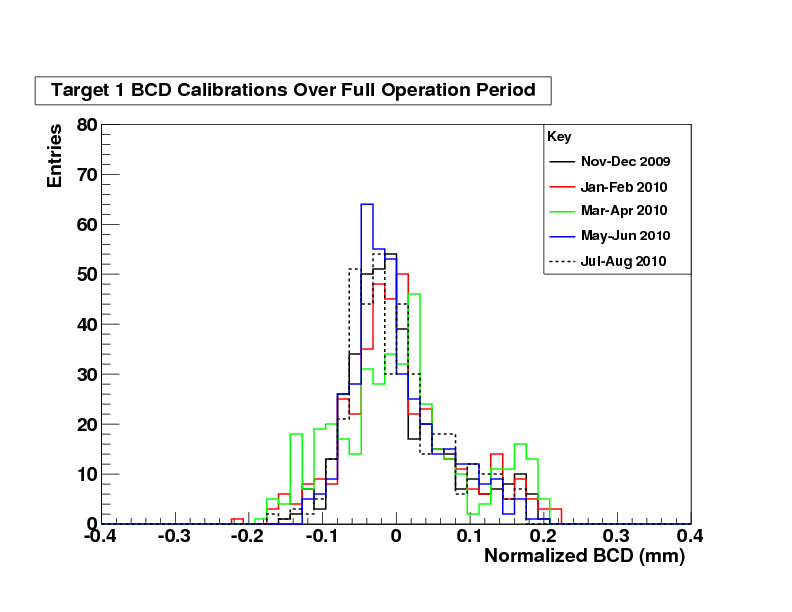 Target 1 BCD Calibrations Over Full Operation Period
Entries
80
70
60
50
40
30
20
10
0
Key
Nov-Dec 2009
Jan-Feb 2010
Mar-Apr 2010
May-Jun 2010
Jul-Aug 2010
-0.4 -0.3 -0.2 -0.1 0 0.1 0.2 0.3 0.4
Normalized BCD (mm)